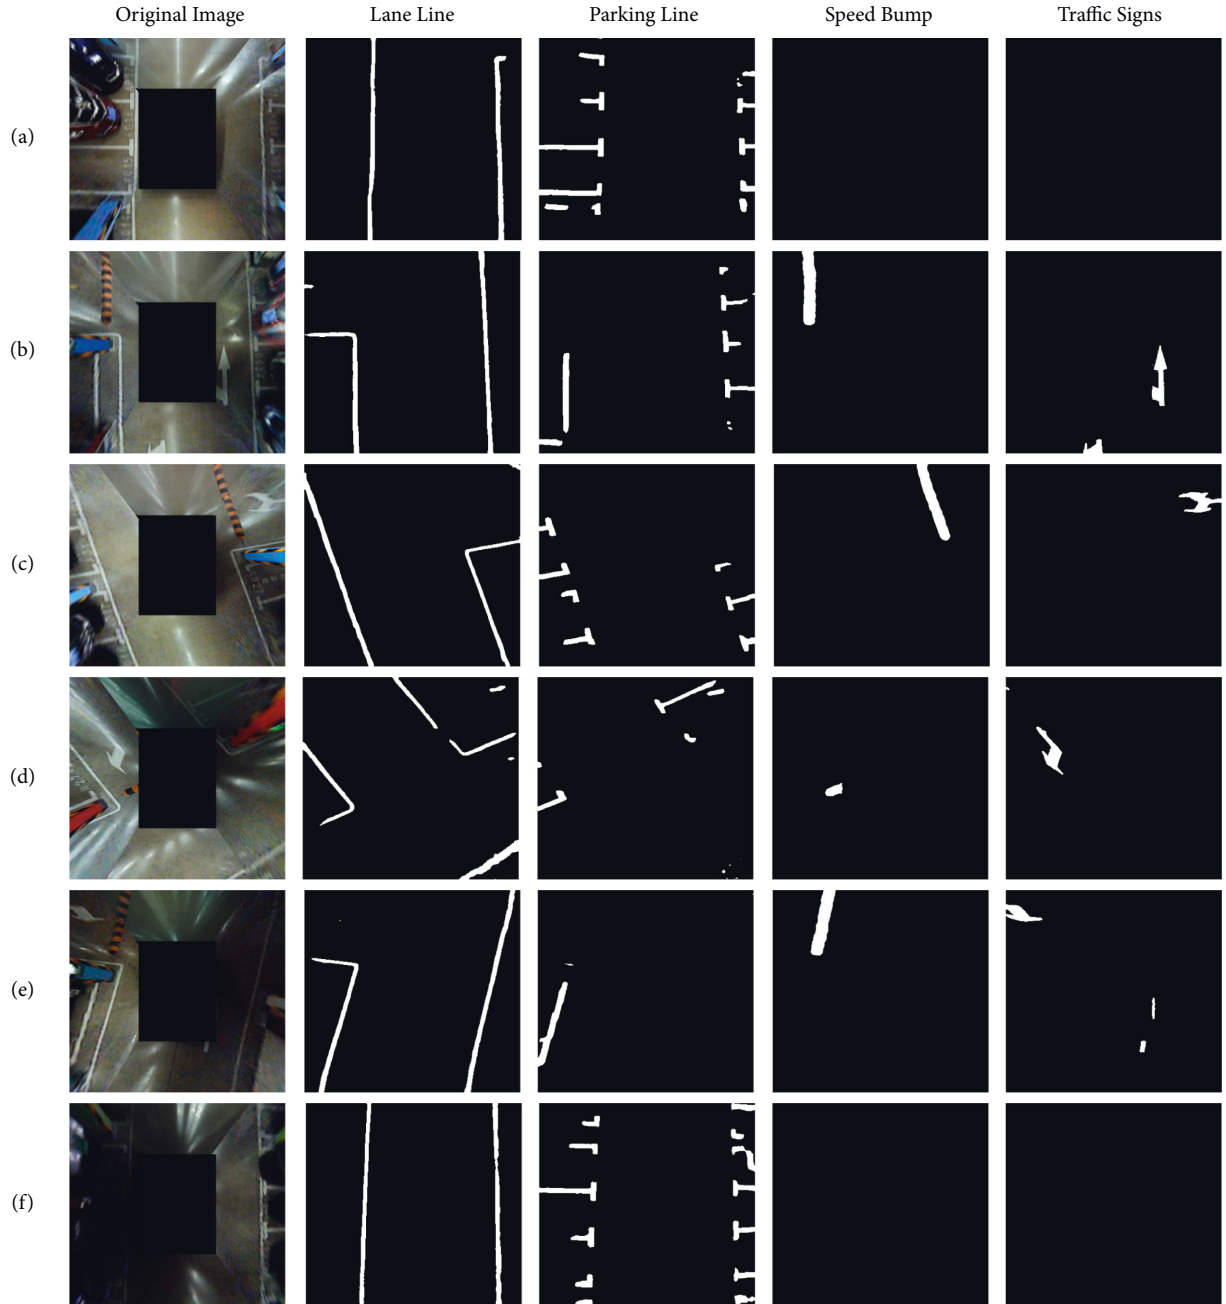 Original Image Lane Line Parking Line Speed Bump Traffic Signs
(a)
(b)
(c)
(d)
(e)
(f)